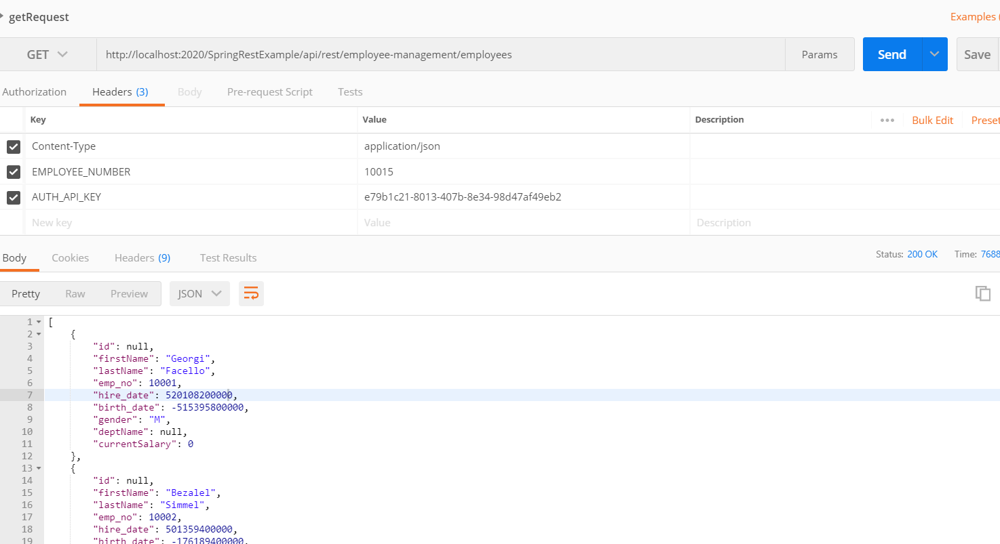 getRequest Examples (
GET http://localhost:2020/SpringRestExample/api/rest/employee-management/employees Params Send Save
Authorization Headers (3) Body Pre-request Script Tests
Key Value Description ••• Bulk Edit Preset
Content-Type application/json
EMPLOYEE_NUMBER 10015
AUTH_API_KEY e79b1c21-8013-407b-8e34-98d47af49eb2
New key Value Description
Body Cookies Headers (9) Test Results Status: 200 OK Time: 7688
Pretty Raw Preview JSON
1 [
2 {
3 "id": null,
4 "firstName": "Georgi",
5 "lastName": "Facello",
6 "emp_no": 10001,
7 "hire_date": 520108200000,
8 "birth_date": -515395800000,
9 "gender": "M",
10 "deptName": null,
11 "currentSalary": 0
12 },
13 {
14 "id": null,
15 "firstName": "Bezalel",
16 "lastName": "Simmel",
17 "emp_no": 10002,
18 "hire_date": 501359400000,
19 "birth_date": -176189400000,